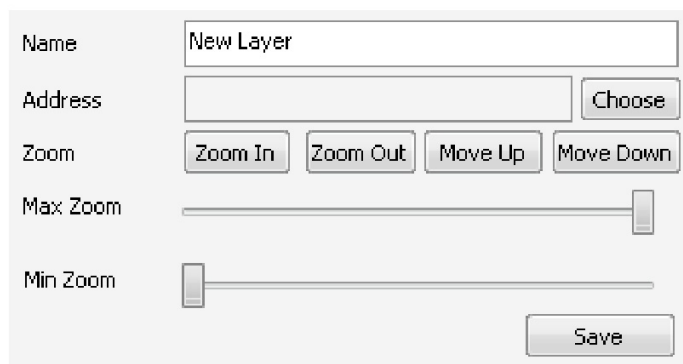 Name New Layer
Address Choose
Zoom Zoom In Zoom Out Move Up Move Down
Max Zoom
Min Zoom
Save